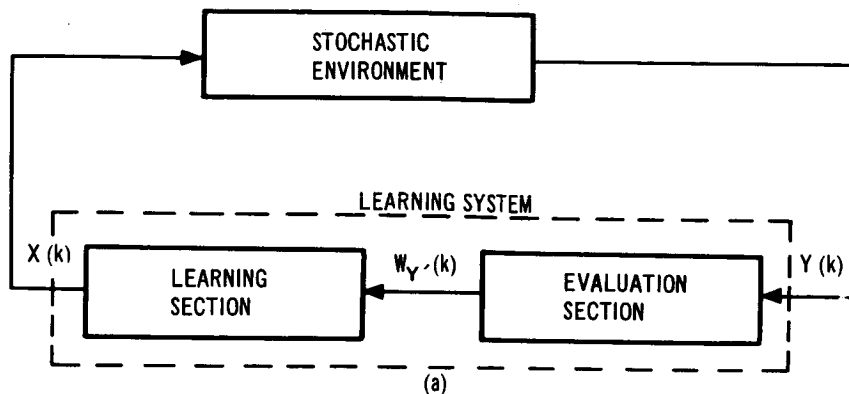 STOCHASTIC
ENVIRONMENT
LEARNING SYSTEM
X (k)
LEARNING
SECTION
W_Y′(k)
EVALUATION
SECTION
Y (k)
(a)